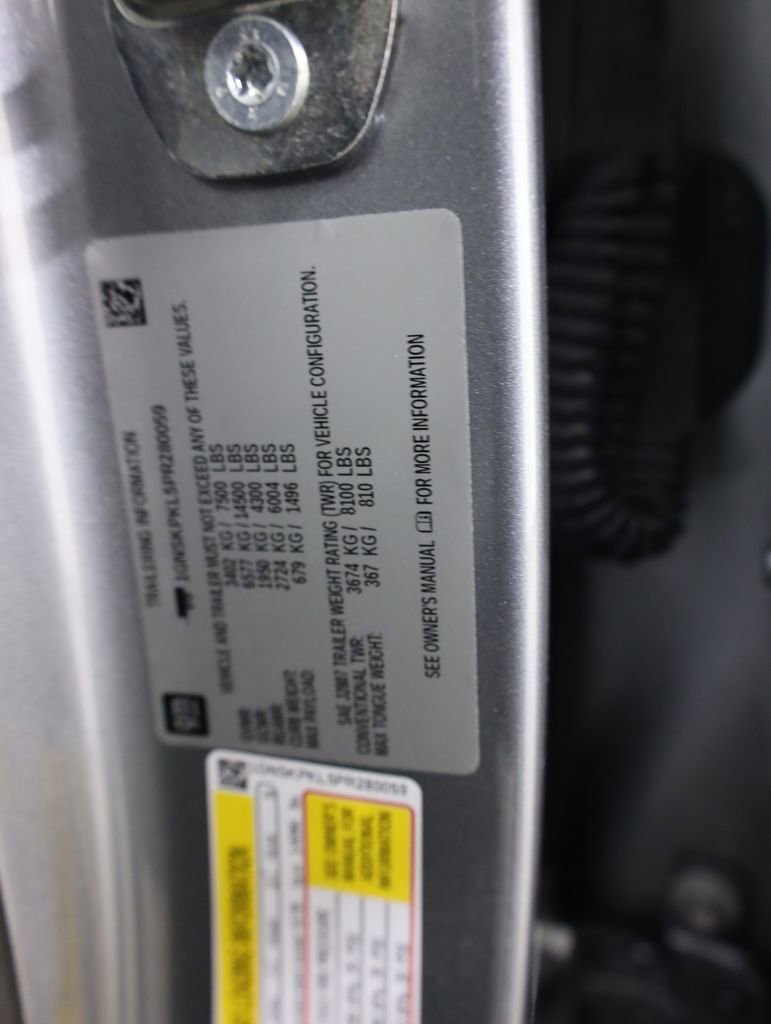 TRAILERING INFORMATION
1GNSKPKL5PR280059
VEHICLE AND TRAILER MUST NOT EXCEED ANY OF THESE VALUES.
GVWR: 3402 KG / 7500 LBS
GCWR: 6577 KG / 14500 LBS
RGAWR: 1950 KG / 4300 LBS
CURB WEIGHT: 2724 KG / 6004 LBS
MAX PAYLOAD: 679 KG / 1496 LBS
SAE J2807 TRAILER WEIGHT RATING (TWR) FOR VEHICLE CONFIGURATION.
CONVENTIONAL TWR: 3674 KG / 8100 LBS
MAX TONGUE WEIGHT: 367 KG / 810 LBS
SEE OWNER'S MANUAL FOR MORE INFORMATION
1GNSKPKL5PR280059
LOADING INFORMATION
SEE OWNER'S
MANUAL FOR
ADDITIONAL
INFORMATION